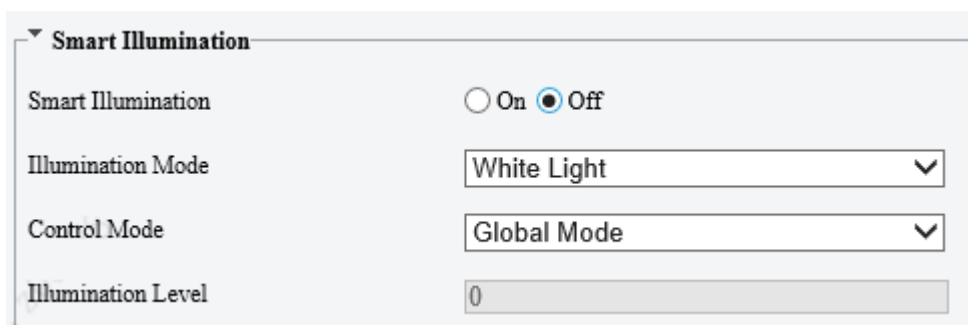 Smart Illumination
Smart Illumination On Off
Illumination Mode White Light
Control Mode Global Mode
Illumination Level 0